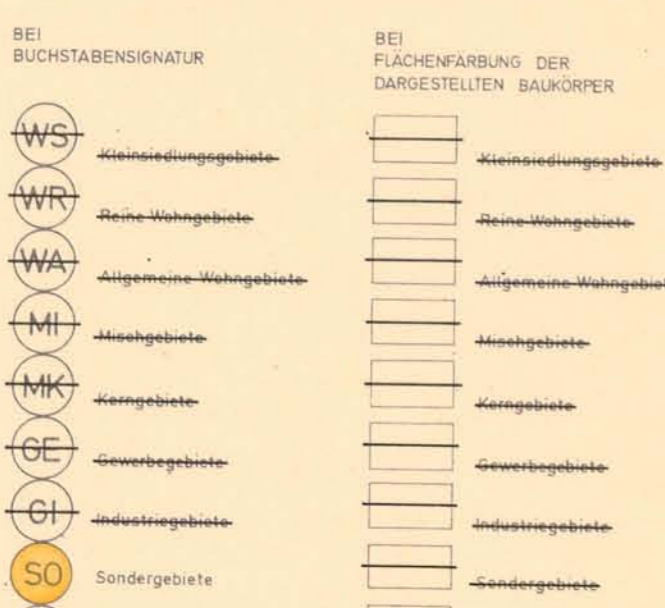 BEI
BUCHSTABENSIGNATUR
WS Kleinsiedlungsgebiete
WR Reine Wohngebiete
WA Allgemeine Wohngebiete
MI Mischgebiete
MK Kerngebiete
GE Gewerbegebiete
GI Industriegebiete
SO Sondergebiete
BEI
FLÄCHENFÄRBUNG DER
DARGESTELLTEN BAUKÖRPER
Kleinsiedlungsgebiete
Reine Wohngebiete
Allgemeine Wohngebiet
Mischgebiete
Kerngebiete
Gewerbegebiete
Industriegebiete
Sondergebiete